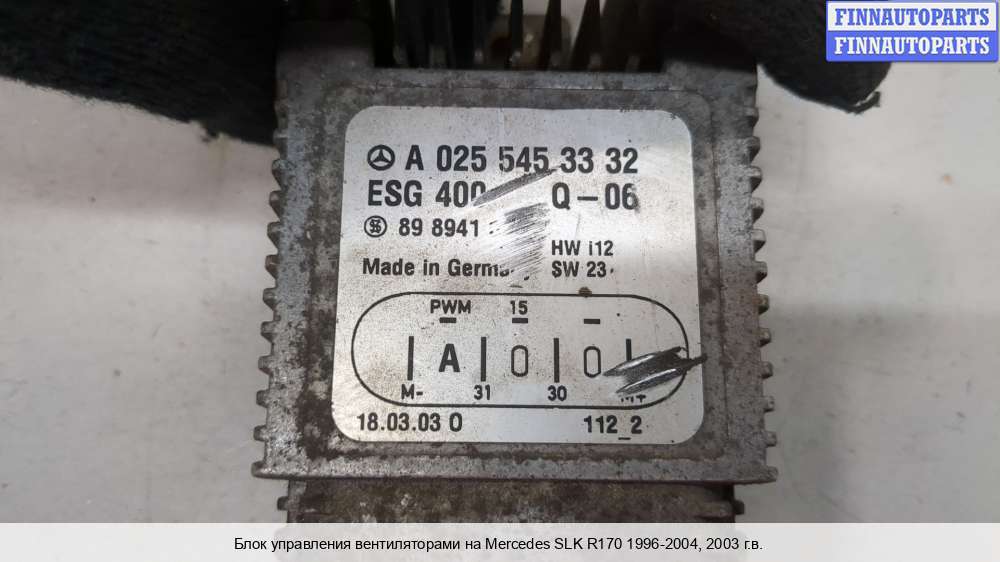 FINNAUTOPARTS
FINNAUTOPARTS
A 025 545 33 32
ESG 400 Q-06
89 8941
HW i12
Made in Germany SW 23
PWM 15
A 0 0
M- 31 30 M+
18.03.03 0 112_2
Блок управления вентиляторами на Mercedes SLK R170 1996-2004, 2003 г.в.